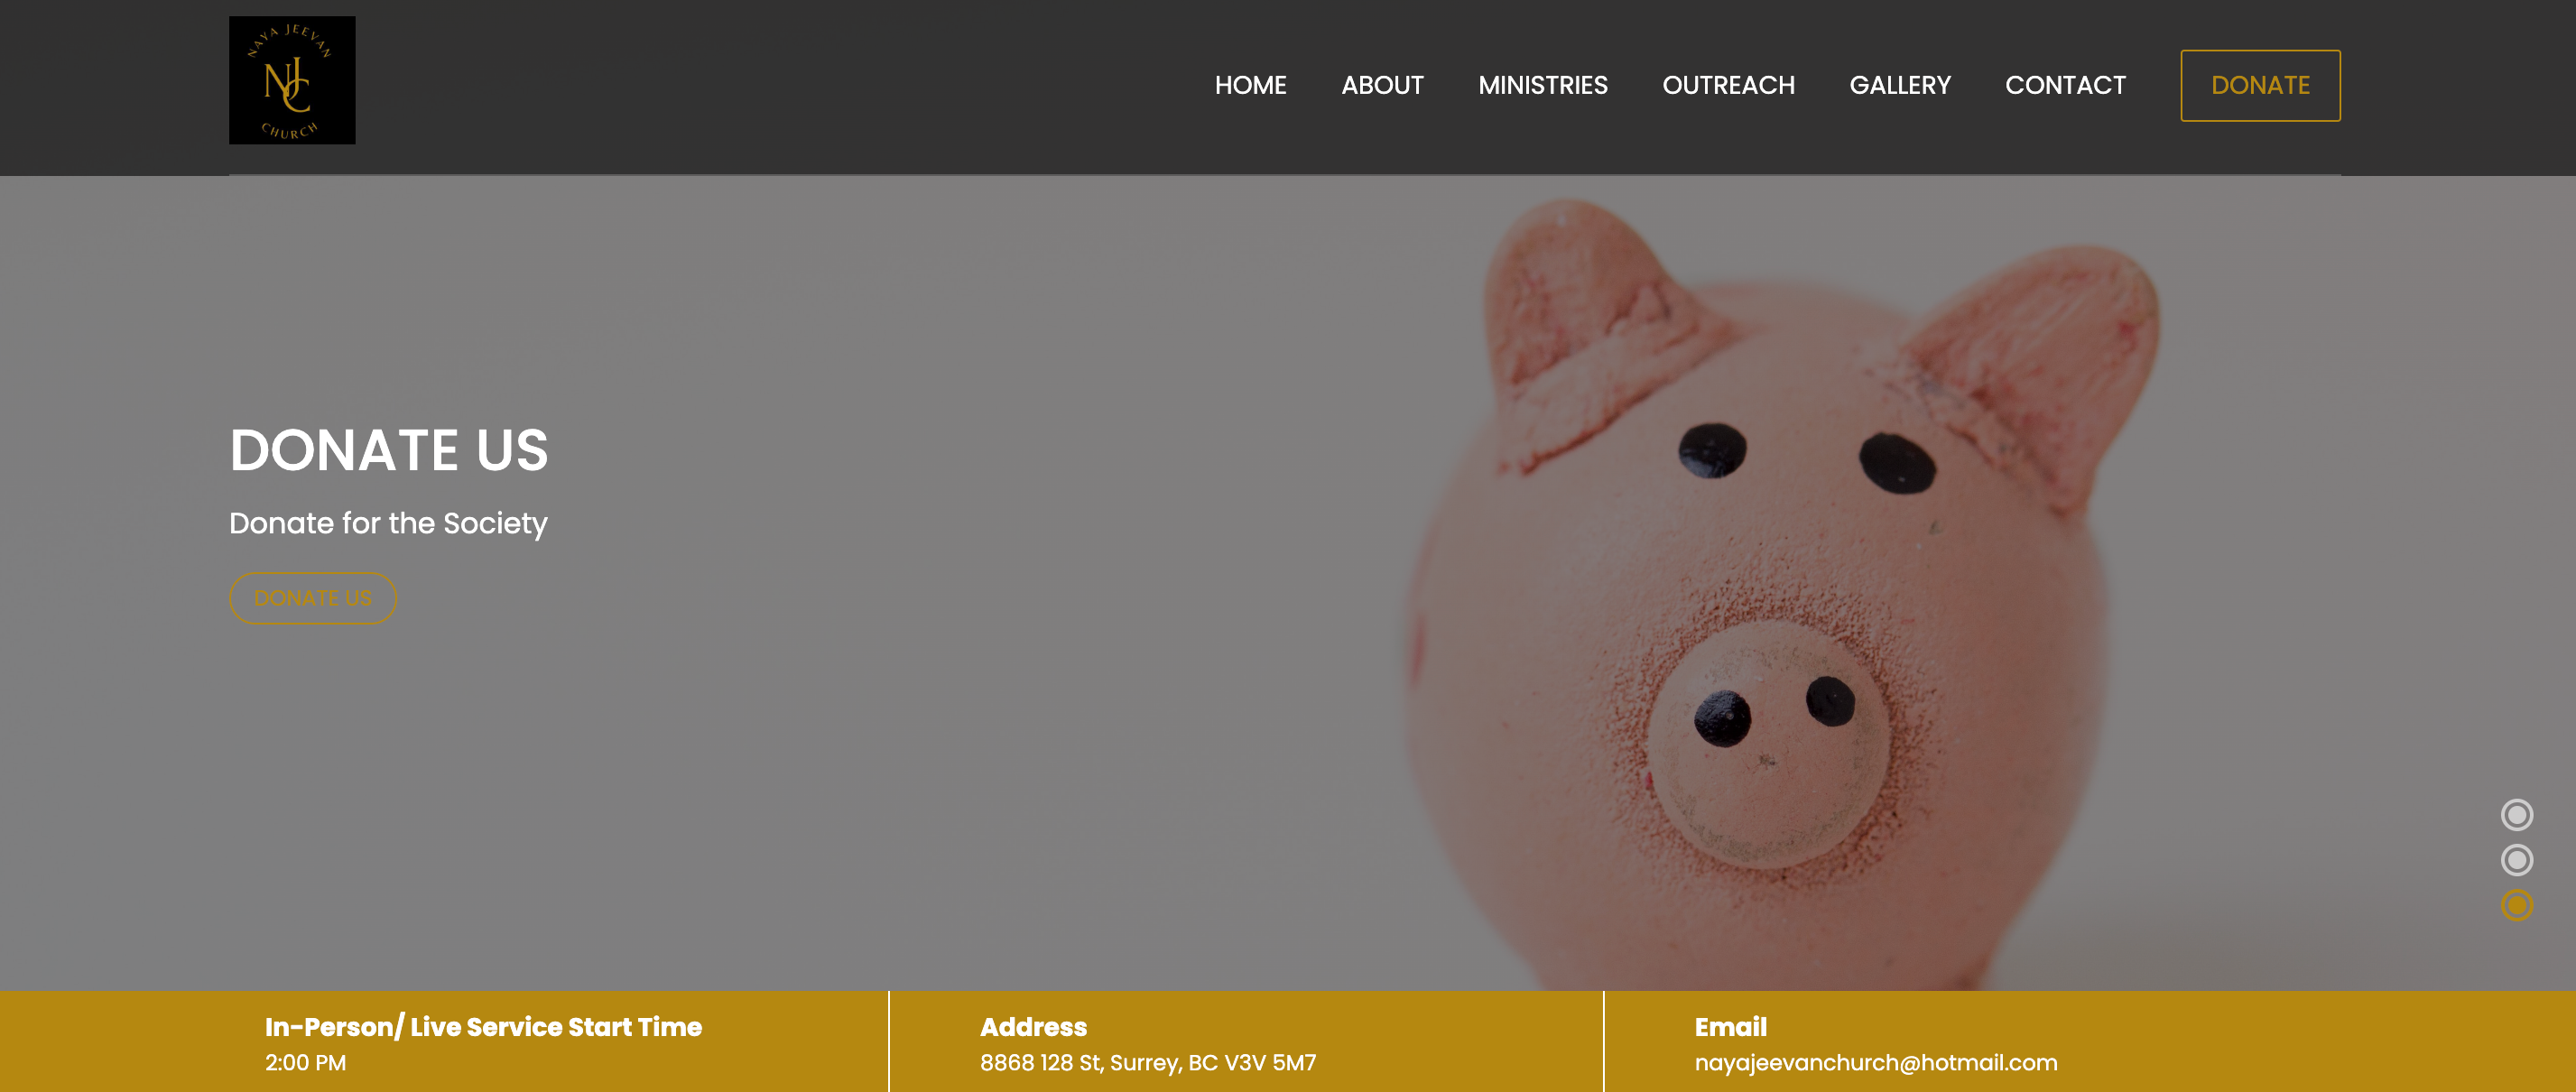 NAYA JEEVAN
NJC
CHURCH
HOME ABOUT MINISTRIES OUTREACH GALLERY CONTACT DONATE
DONATE US
Donate for the Society
DONATE US
In-Person/ Live Service Start Time
2:00 PM
Address
8868 128 St, Surrey, BC V3V 5M7
Email
nayajeevanchurch@hotmail.com